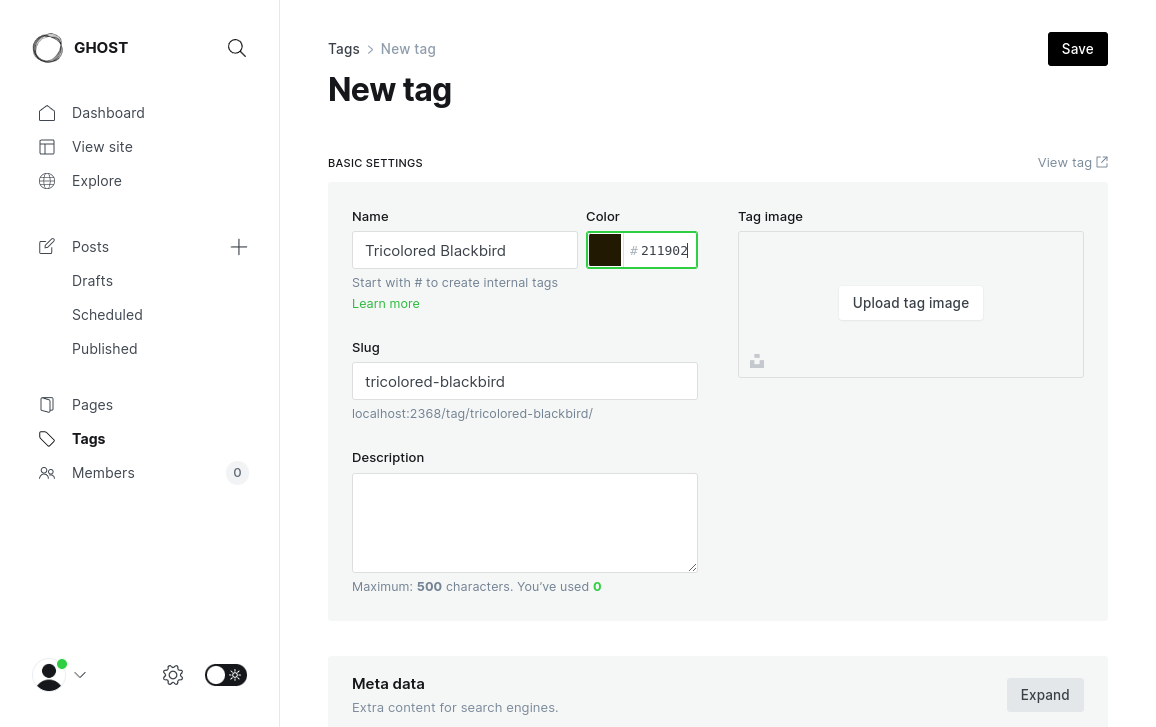 GHOST
Dashboard
View site
Explore
Posts
Drafts
Scheduled
Published
Pages
Tags
Members
0
Tags > New tag
Save
New tag
BASIC SETTINGS
View tag
Name
Color
Tag image
Tricolored Blackbird
# 211902
Start with # to create internal tags
Learn more
Upload tag image
Slug
tricolored-blackbird
localhost:2368/tag/tricolored-blackbird/
Description
Maximum: 500 characters. You've used 0
Meta data
Extra content for search engines.
Expand